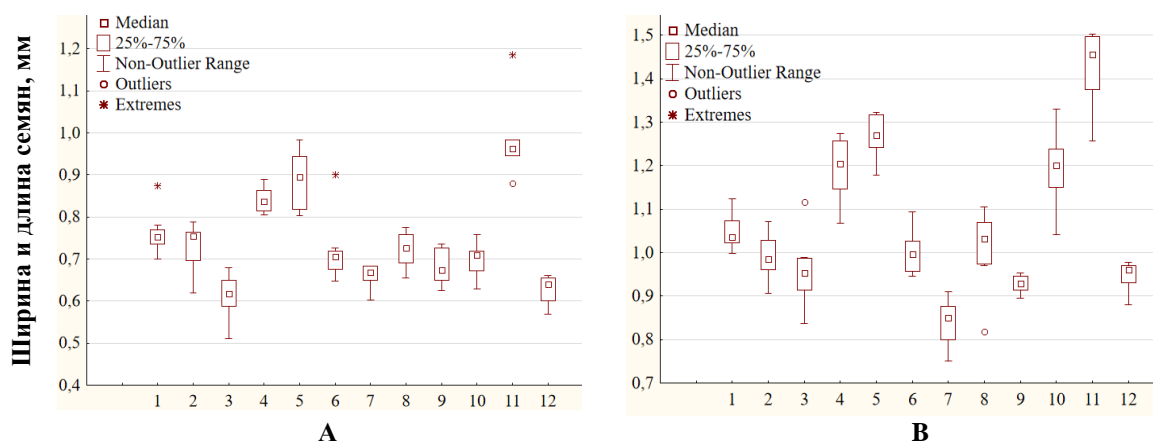 Ширина и длина семян, мм
Median
25%-75%
Non-Outlier Range
Outliers
Extremes
1,2
1,1
1,0
0,9
0,8
0,7
0,6
0,5
0,4
1 2 3 4 5 6 7 8 9 10 11 12
А
Median
25%-75%
Non-Outlier Range
Outliers
Extremes
1,5
1,4
1,3
1,2
1,1
1,0
0,9
0,8
0,7
1 2 3 4 5 6 7 8 9 10 11 12
В